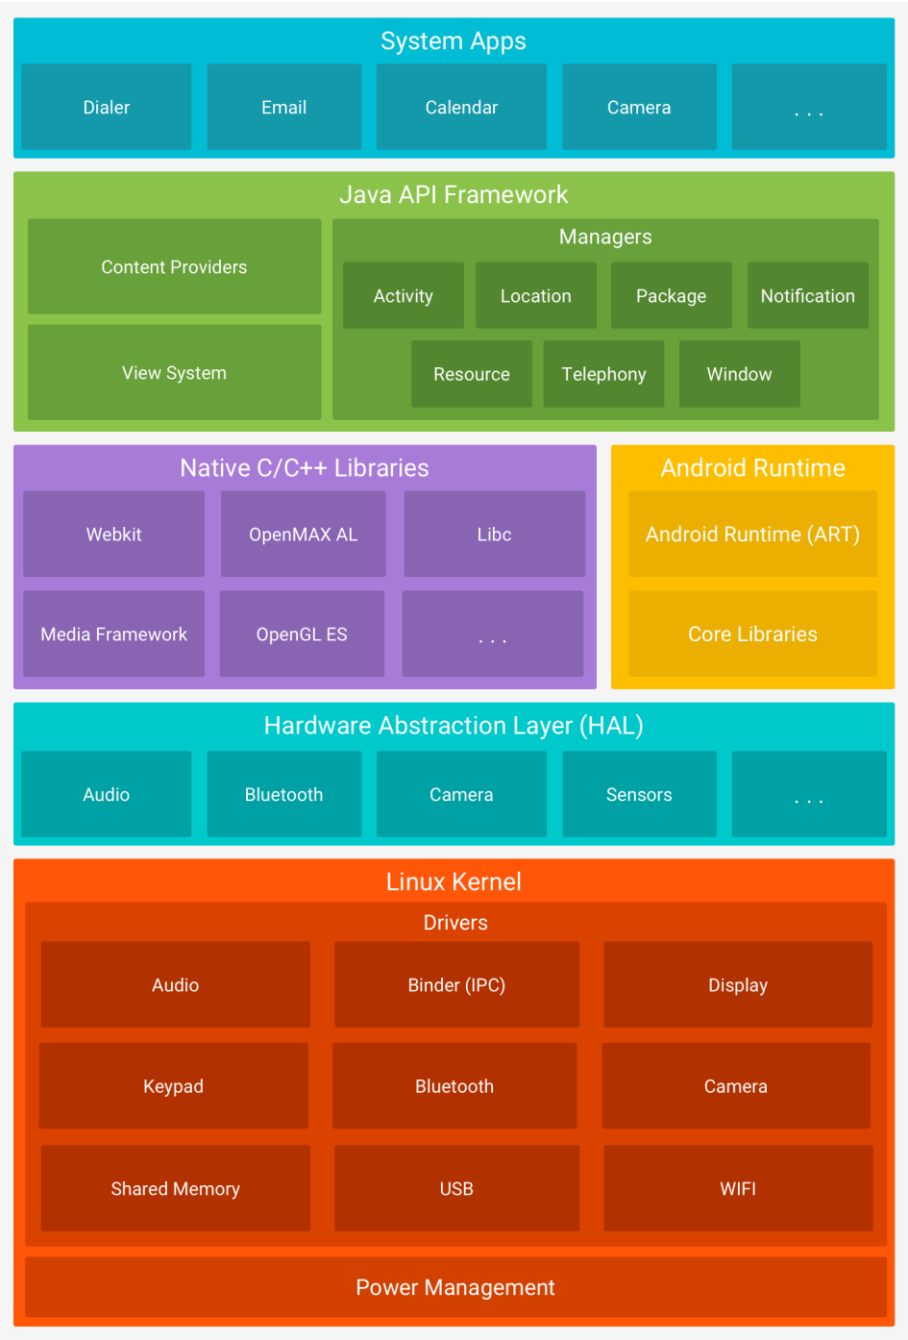 System Apps
Dialer
Email
Calendar
Camera
. . .
Java API Framework
Content Providers
View System
Managers
Activity
Location
Package
Notification
Resource
Telephony
Window
Native C/C++ Libraries
Webkit
OpenMAX AL
Libc
Media Framework
OpenGL ES
. . .
Android Runtime
Android Runtime (ART)
Core Libraries
Hardware Abstraction Layer (HAL)
Audio
Bluetooth
Camera
Sensors
. . .
Linux Kernel
Drivers
Audio
Binder (IPC)
Display
Keypad
Bluetooth
Camera
Shared Memory
USB
WIFI
Power Management